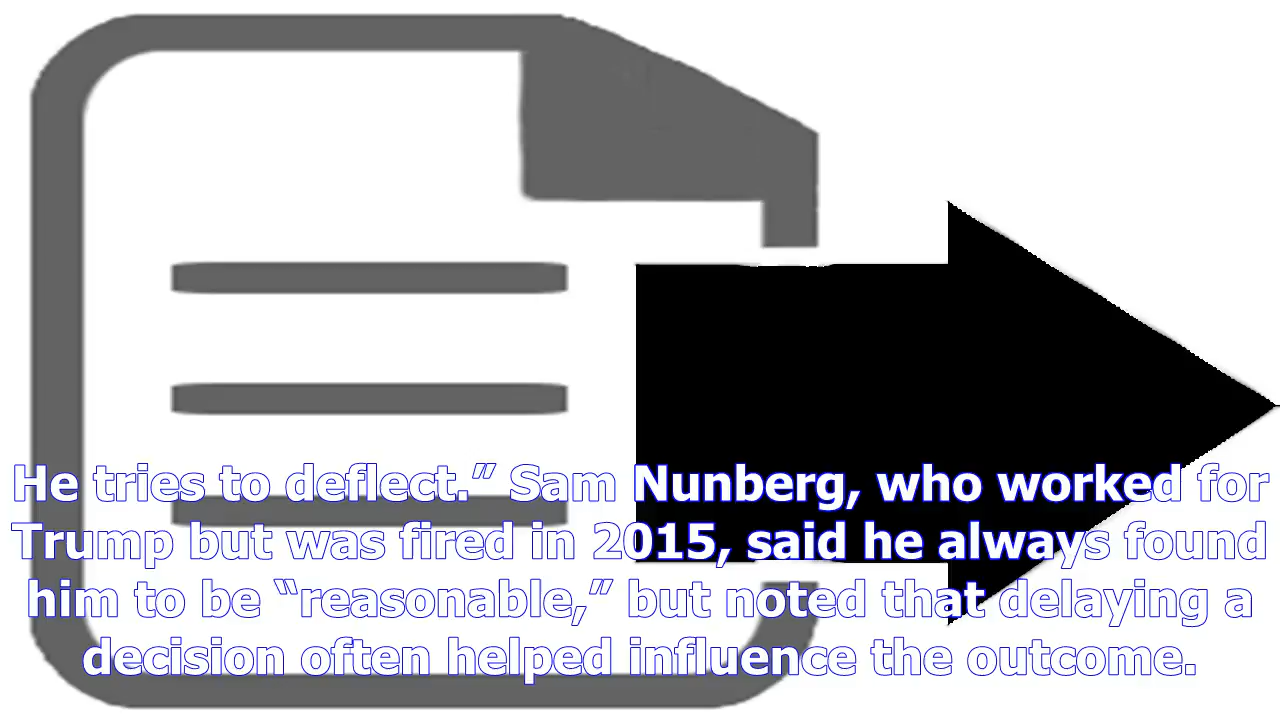 He tries to deflect.” Sam Nunberg, who worked for
Trump but was fired in 2015, said he always found
him to be “reasonable,” but noted that delaying a
decision often helped influence the outcome.